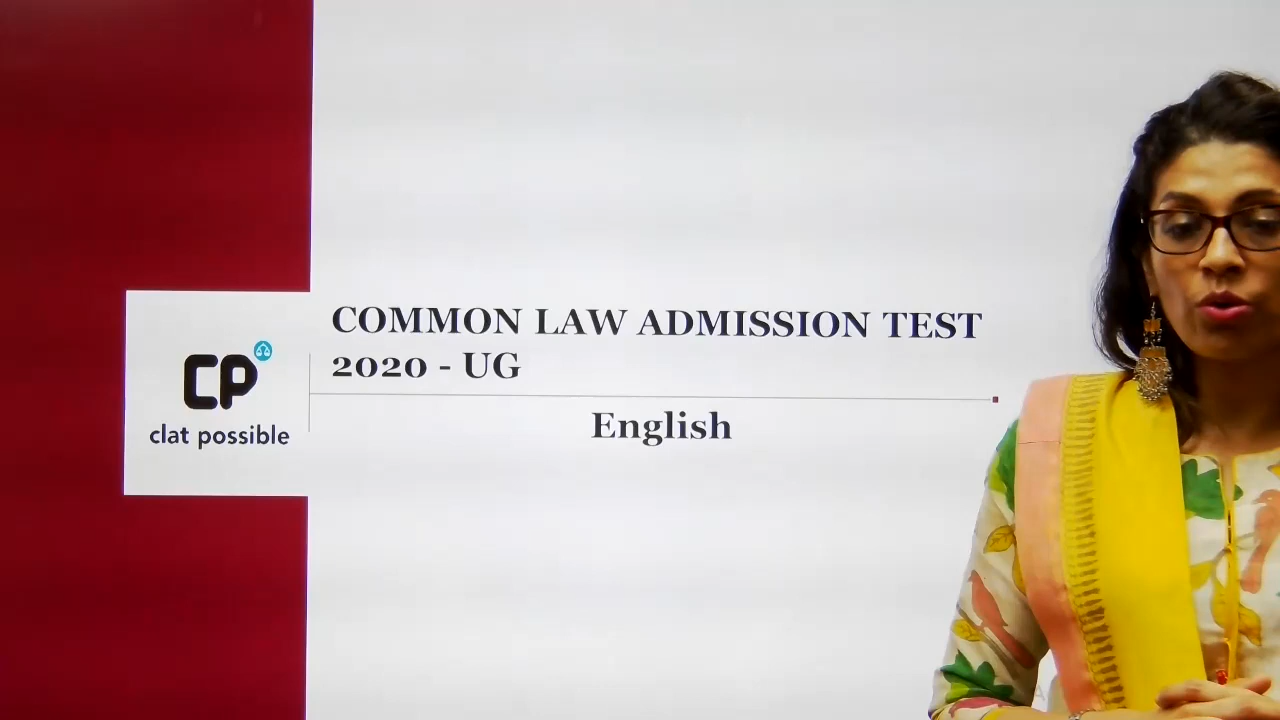 COMMON LAW ADMISSION TEST
2020 - UG
English
CP
clat possible